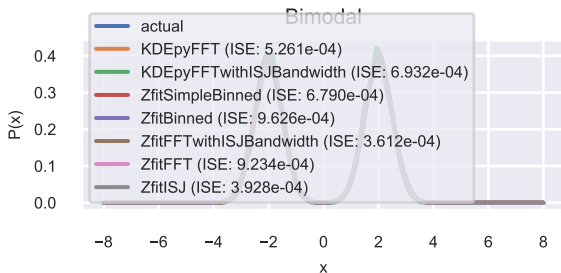 Bimodal
actual
KDEpyFFT (ISE: 5.261e-04)
KDEpyFFTwithISJBandwidth (ISE: 6.932e-04)
ZfitSimpleBinned (ISE: 6.790e-04)
ZfitBinned (ISE: 9.626e-04)
ZfitFFTwithISJBandwidth (ISE: 3.612e-04)
ZfitFFT (ISE: 9.234e-04)
ZfitISJ (ISE: 3.928e-04)
P(x)
0.4
0.3
0.2
0.1
0.0
−8 −6 −4 −2 0 2 4 6 8
x